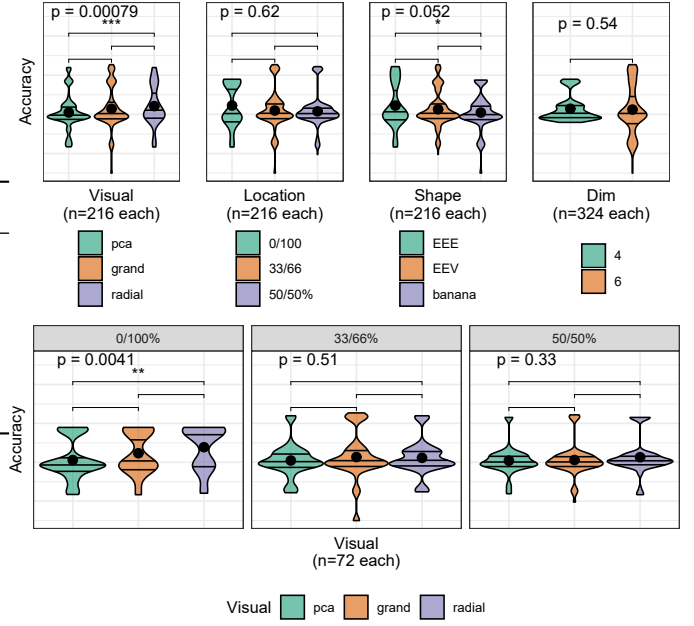 p = 0.00079
***
p = 0.62
p = 0.052
*
p = 0.54
Accuracy
Visual
(n=216 each)
Location
(n=216 each)
Shape
(n=216 each)
Dim
(n=324 each)
pca
grand
radial
0/100
33/66
50/50%
EEE
EEV
banana
4
6
0/100%
33/66%
50/50%
p = 0.0041
**
p = 0.51
p = 0.33
Accuracy
Visual
(n=72 each)
Visual
pca
grand
radial